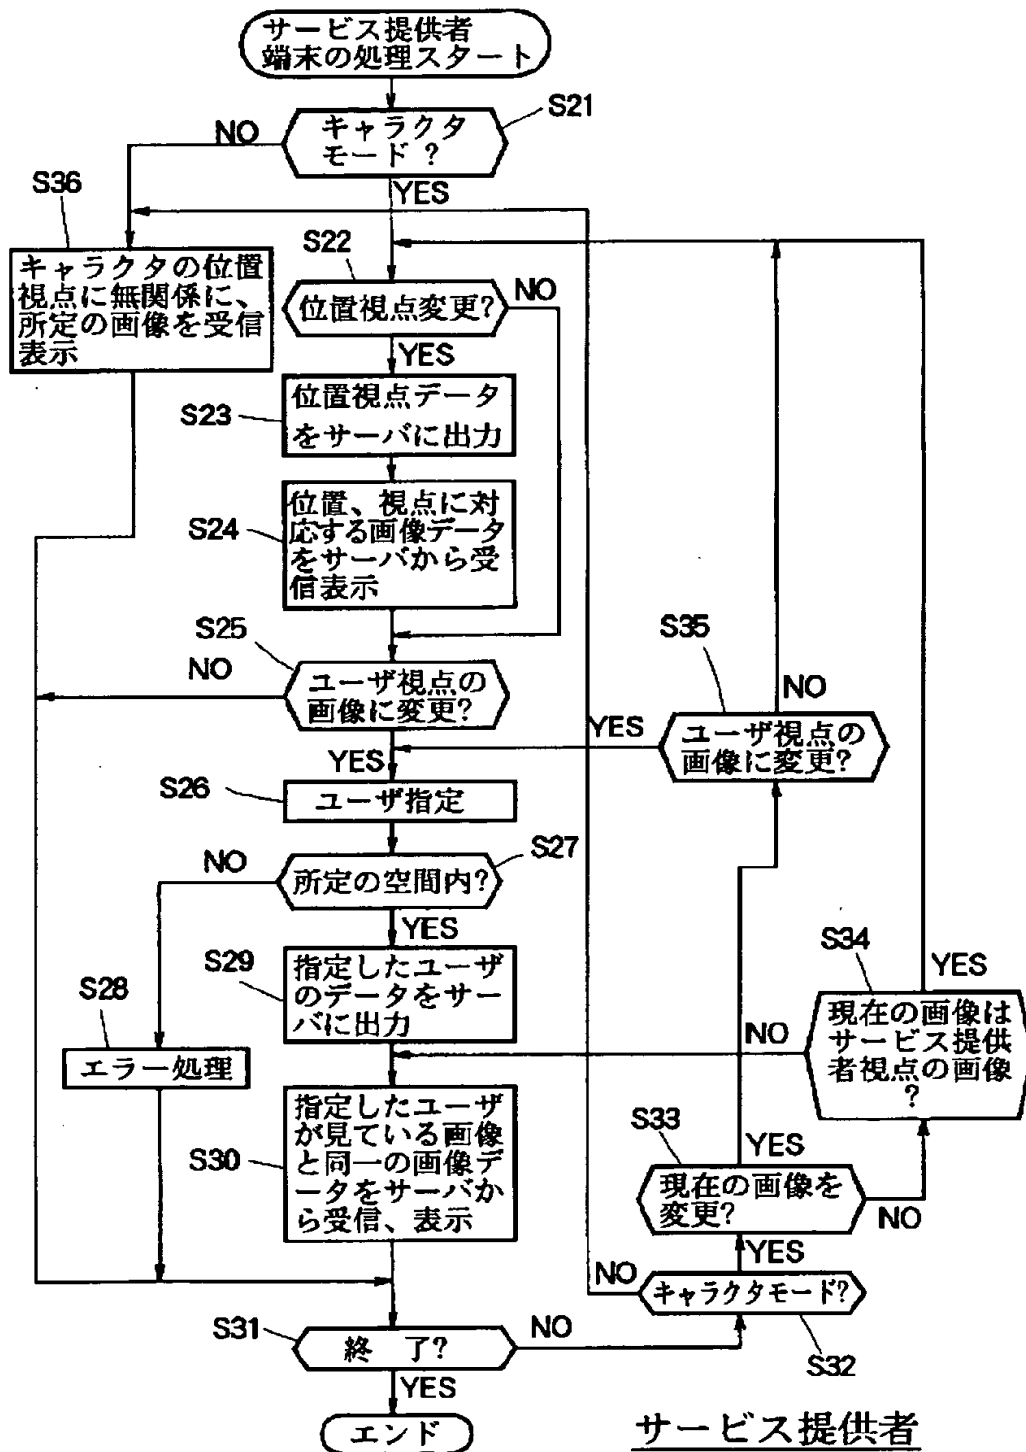 サービス提供者
端末の処理スタート
S21
キャラクタ
モード?
NO
YES
S36
キャラクタの位置
視点に無関係に、
所定の画像を受信
表示
S22
位置視点変更?
NO
YES
S23
位置視点データ
をサーバに出力
S24
位置、視点に対
応する画像データ
をサーバから受
信表示
S25
ユーザ視点の
画像に変更?
NO
YES
S35
ユーザ視点の
画像に変更?
NO
YES
S26
ユーザ指定
S27
所定の空間内?
NO
YES
S28
エラー処理
S29
指定したユーザ
のデータをサー
バに出力
S34
現在の画像は
サービス提供
者視点の画像
?
YES
NO
S30
指定したユーザ
が見ている画像
と同一の画像デ
ータをサーバか
ら受信、表示
S33
現在の画像を
変更?
YES
NO
キャラクタモード?
YES
NO
S32
S31
終 了?
NO
YES
エンド
サービス提供者